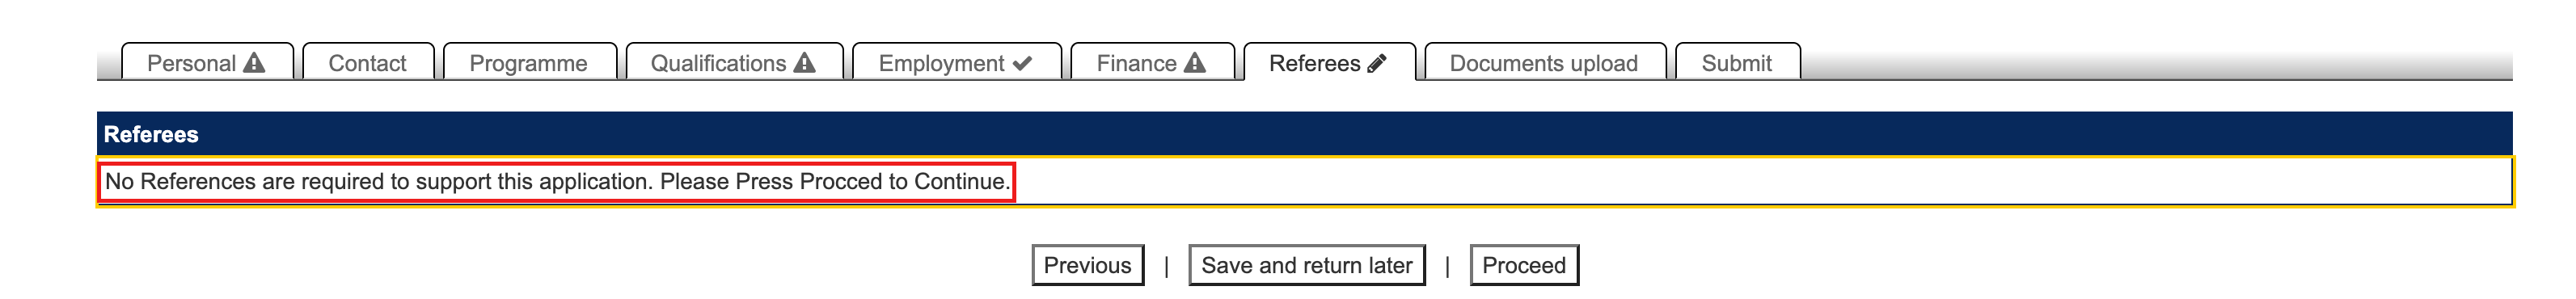 Personal Contact Programme Qualifications Employment Finance Referees Documents upload Submit
Referees
No References are required to support this application. Please Press Procced to Continue.
Previous | Save and return later | Proceed